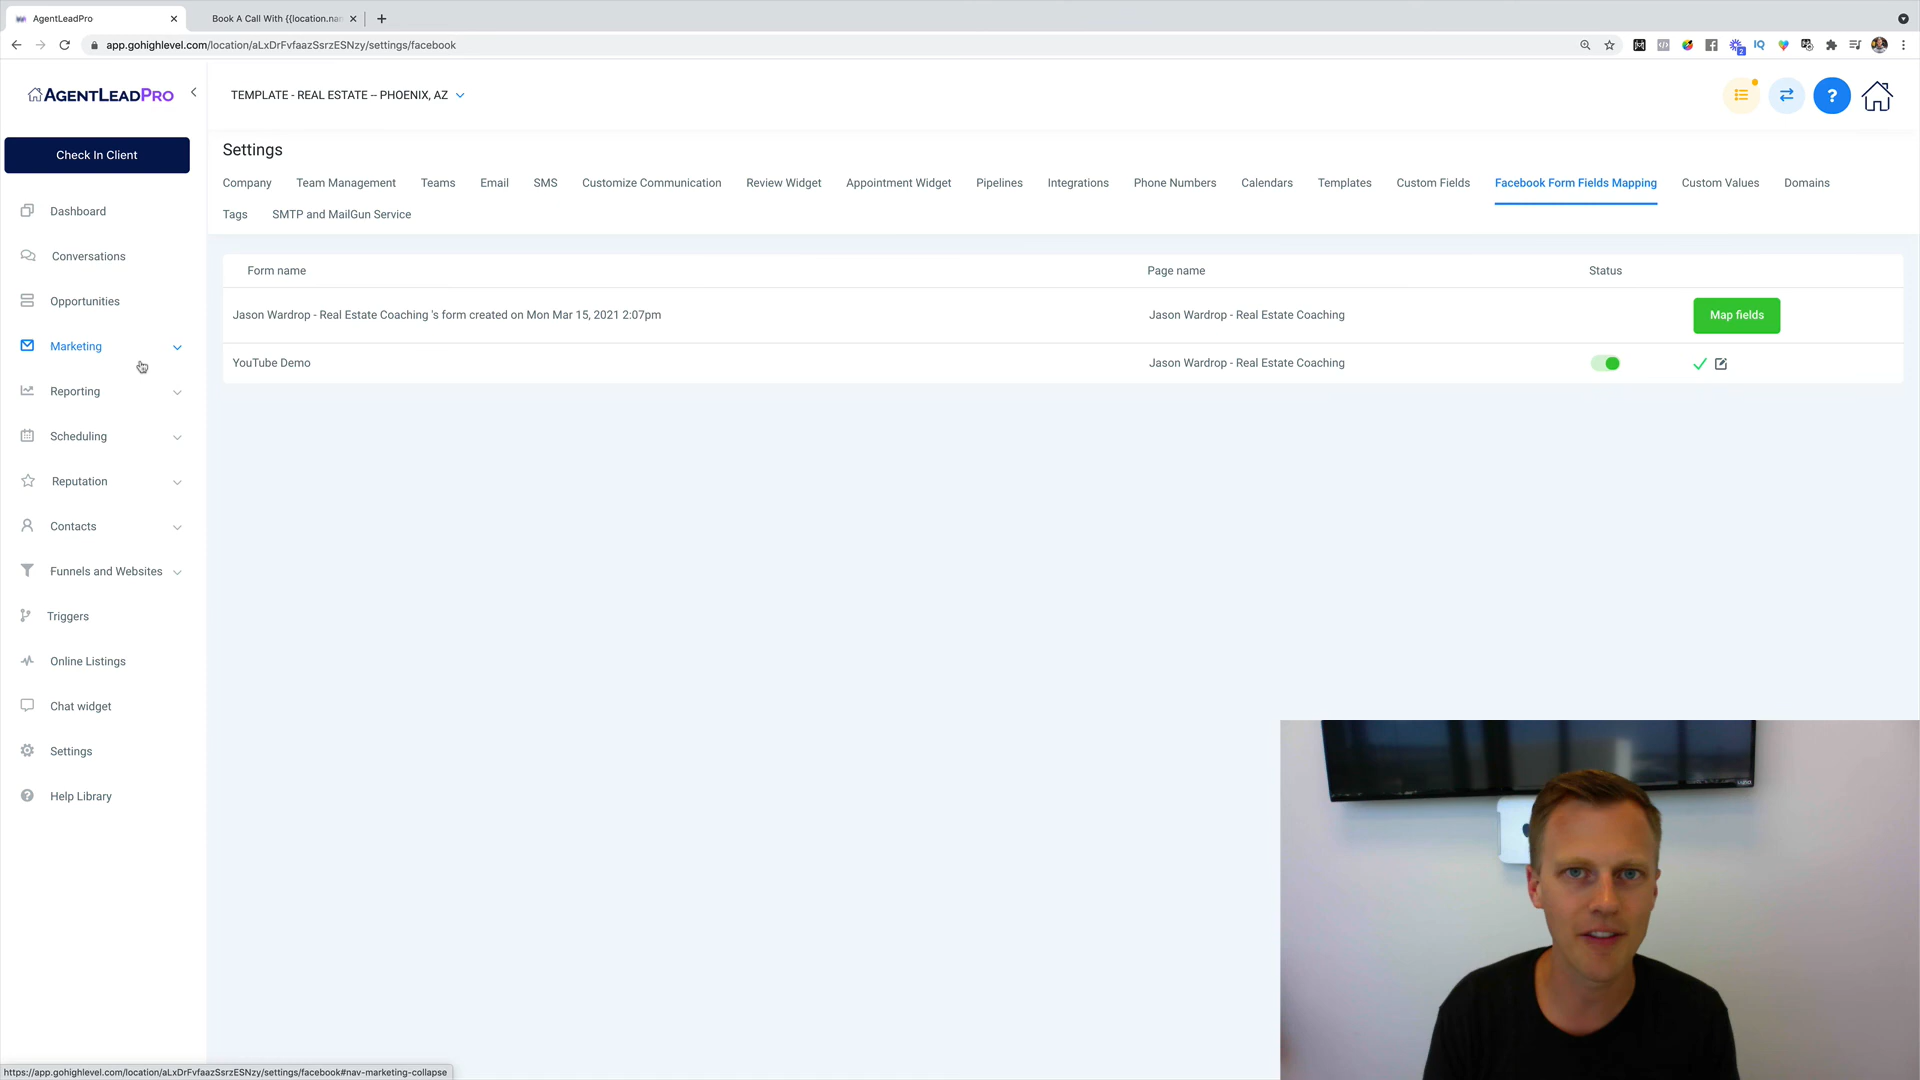 AgentLeadPro
Book A Call With {{location.nar
app.gohighlevel.com/location/aLxDrFvfaazSsrzESNzy/settings/facebook
IQ
2
AGENTLEADPRO
TEMPLATE - REAL ESTATE -- PHOENIX, AZ
?
Check In Client
Settings
Company Team Management Teams Email SMS Customize Communication Review Widget Appointment Widget Pipelines Integrations Phone Numbers Calendars Templates Custom Fields Facebook Form Fields Mapping Custom Values Domains
Tags SMTP and MailGun Service
Dashboard
Conversations
Opportunities
Marketing
Reporting
Scheduling
Reputation
Contacts
Funnels and Websites
Triggers
Online Listings
Chat widget
Settings
Help Library
Form name Page name Status
Jason Wardrop - Real Estate Coaching 's form created on Mon Mar 15, 2021 2:07pm Jason Wardrop - Real Estate Coaching Map fields
YouTube Demo Jason Wardrop - Real Estate Coaching
https://app.gohighlevel.com/location/aLxDrFvfaazSsrzESNzy/settings/facebook#nav-marketing-collapse